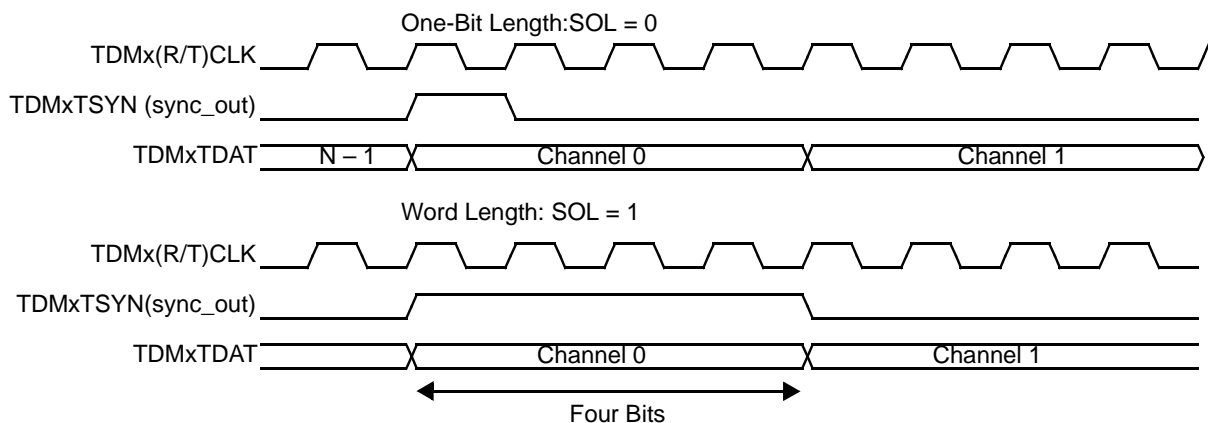 One-Bit Length:SOL = 0
TDMx(R/T)CLK
TDMxTSYN (sync_out)
TDMxTDAT
N – 1
Channel 0
Channel 1
Word Length: SOL = 1
TDMx(R/T)CLK
TDMxTSYN(sync_out)
TDMxTDAT
Channel 0
Channel 1
Four Bits